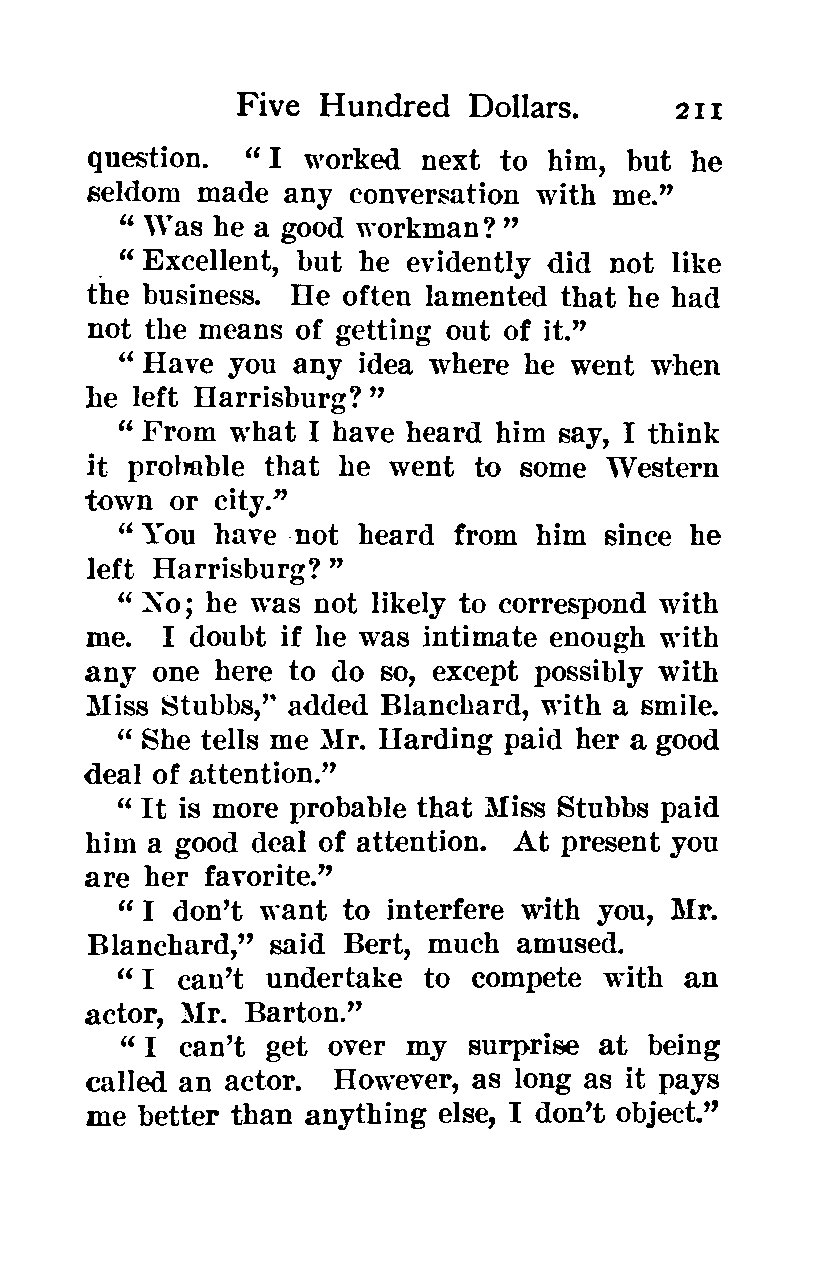 Five Hundred Dollars. 211
question. “I worked next to him, but he
seldom made any conversation with me.”
“Was he a good workman?”
“Excellent, but he evidently did not like
the business. He often lamented that he had
not the means of getting out of it.”
“Have you any idea where he went when
he left Harrisburg?”
“From what I have heard him say, I think
it probable that he went to some Western
town or city.”
“You have not heard from him since he
left Harrisburg?”
“No; he was not likely to correspond with
me. I doubt if he was intimate enough with
any one here to do so, except possibly with
Miss Stubbs,” added Blanchard, with a smile.
“She tells me Mr. Harding paid her a good
deal of attention.”
“It is more probable that Miss Stubbs paid
him a good deal of attention. At present you
are her favorite.”
“I don’t want to interfere with you, Mr.
Blanchard,” said Bert, much amused.
“I can’t undertake to compete with an
actor, Mr. Barton.”
“I can’t get over my surprise at being
called an actor. However, as long as it pays
me better than anything else, I don’t object.”